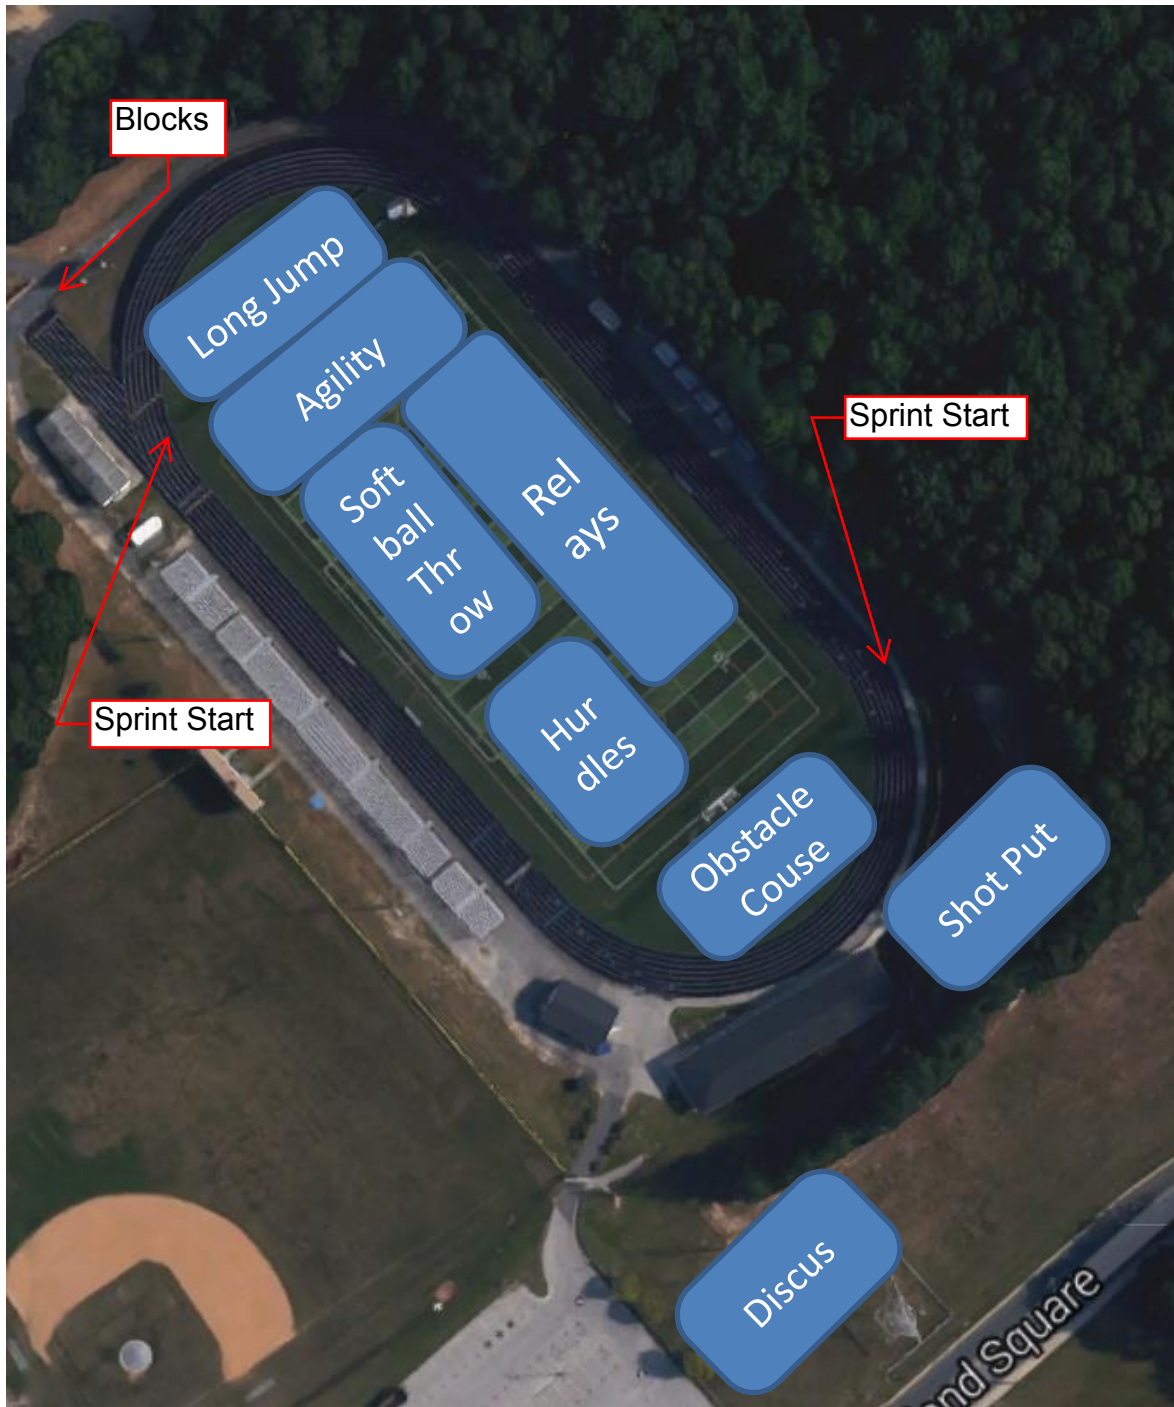 Blocks
Long Jump
Agility
Sprint Start
Soft
ball
Thr
ow
Rel
ays
Sprint Start
Hur
dles
Obstacle
Couse
Shot Put
Discus
Square